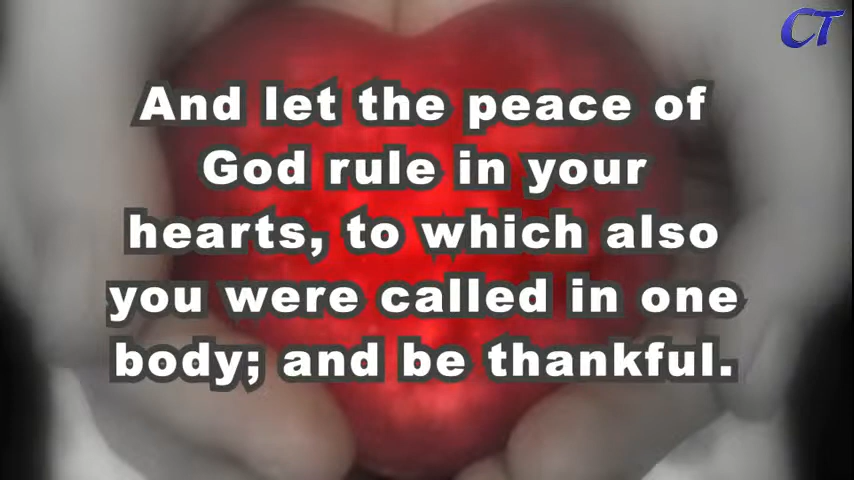 CT
And let the peace of
God rule in your
hearts, to which also
you were called in one
body; and be thankful.